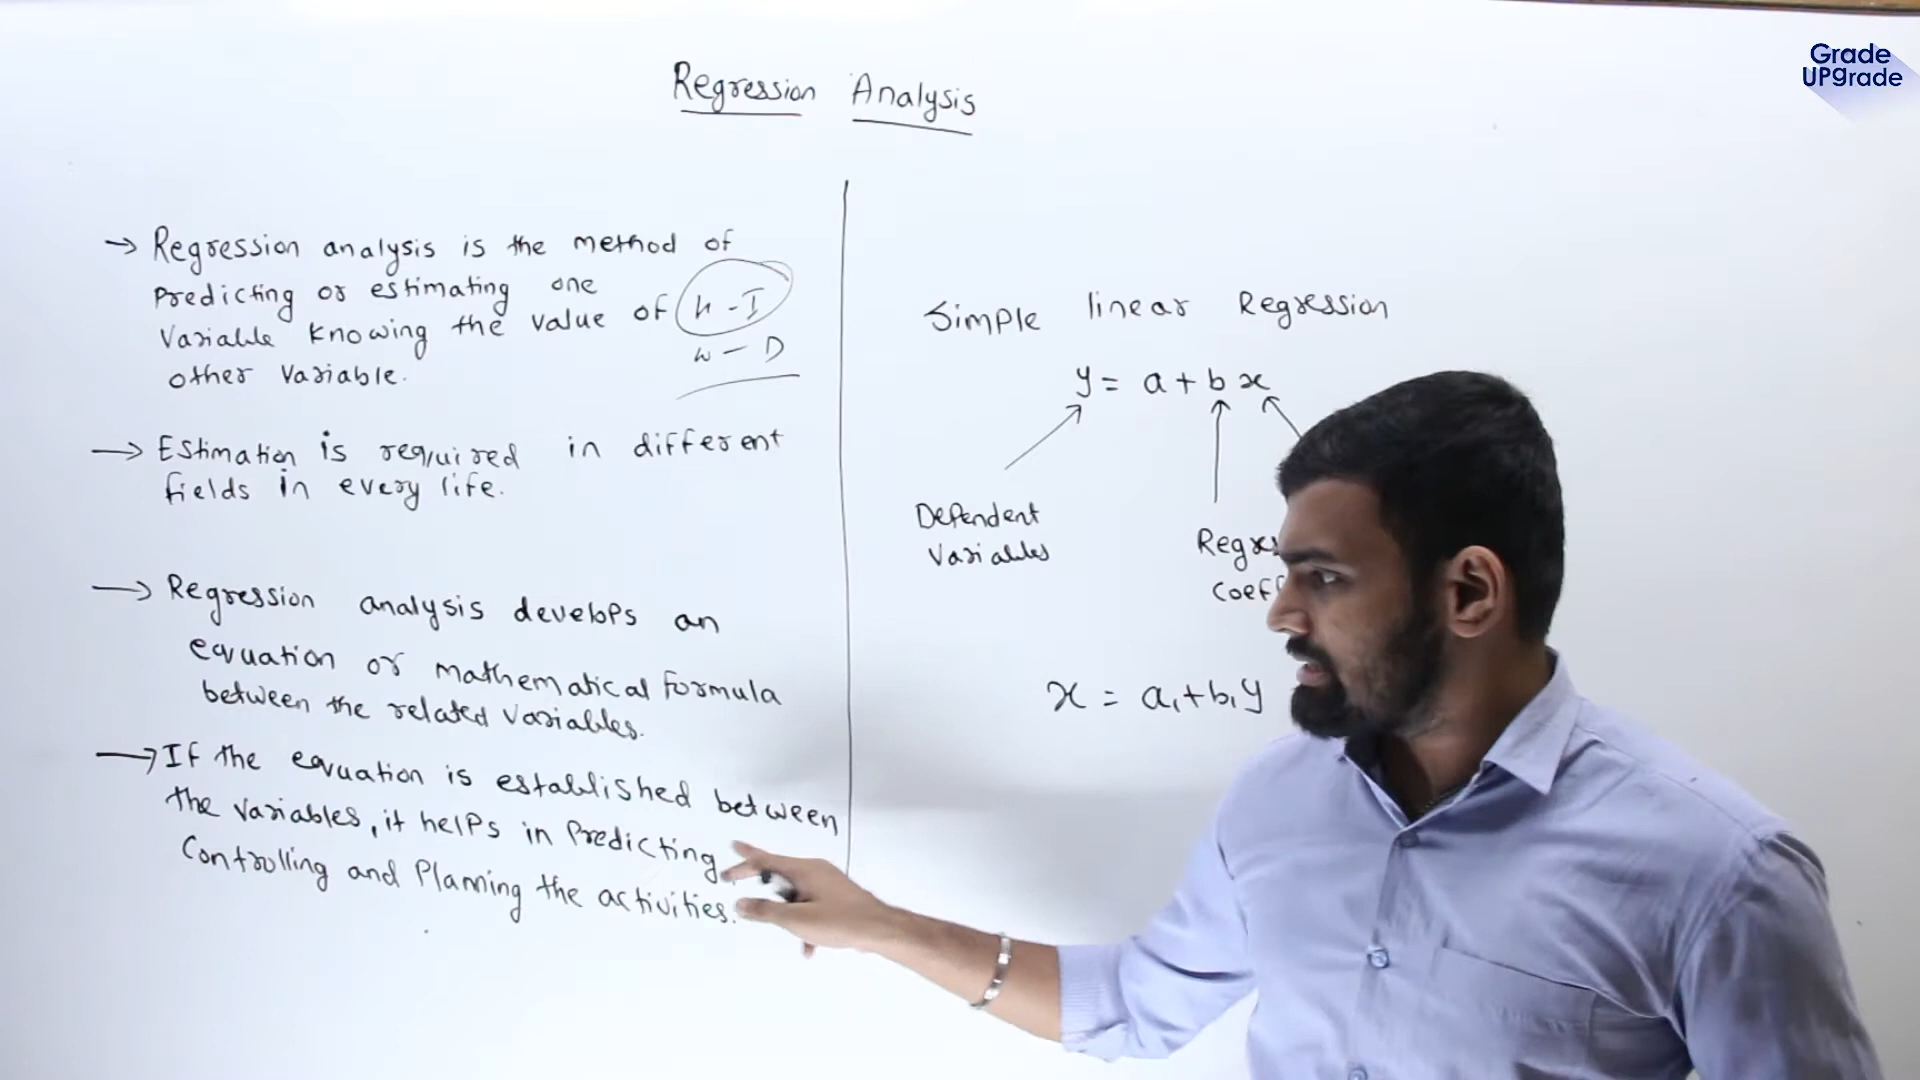 Grade
UPgrade
Regression Analysis
→ Regression analysis is the method of
Predicting or estimating one
Variable Knowing the value of
other variable.
h - I
w - D
→ Estimation is required in different
fields in every life.
→ Regression analysis develops an
equation or mathematical formula
between the related variables.
→ If the equation is established between
the variables, it helps in Predicting,
Controlling and Planning the activities.
Simple linear Regression
y = a + b x
Dependent
Variables
x = a₁ + b₁ y